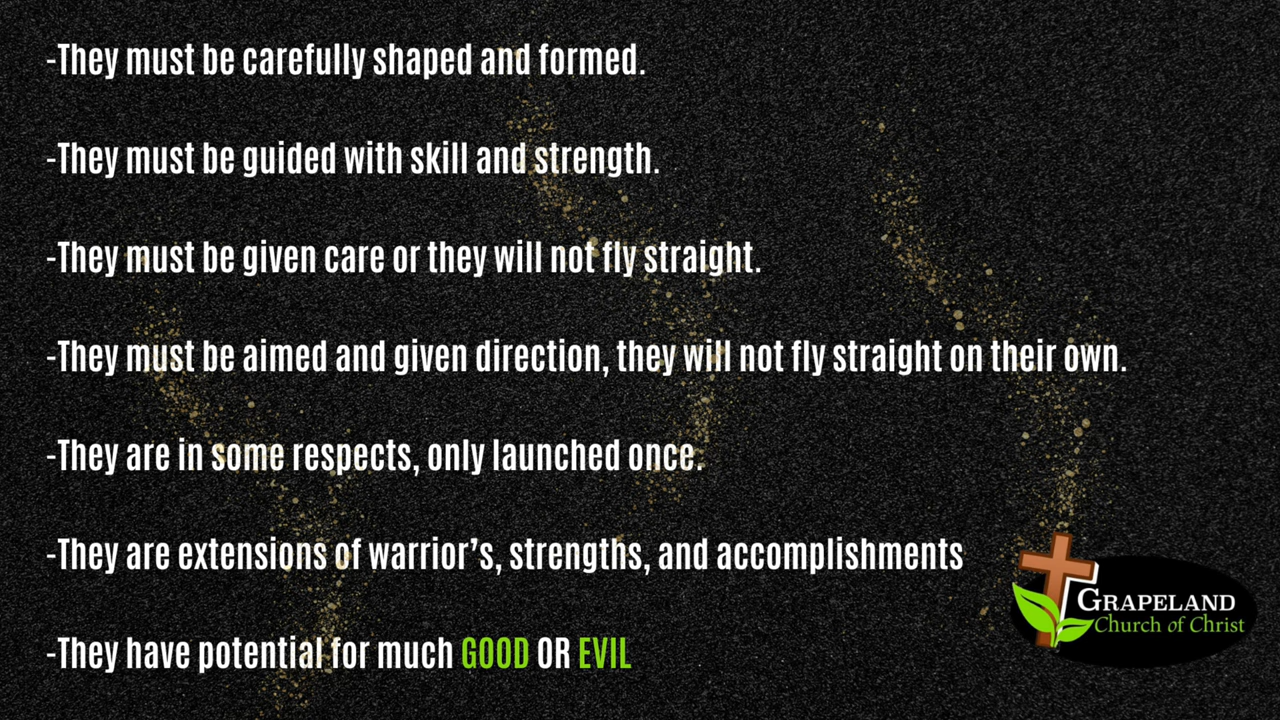 -They must be carefully shaped and formed.
-They must be guided with skill and strength.
-They must be given care or they will not fly straight.
-They must be aimed and given direction, they will not fly straight on their own.
-They are in some respects, only launched once.
-They are extensions of warrior’s, strengths, and accomplishments
-They have potential for much GOOD OR EVIL
GRAPELAND
Church of Christ